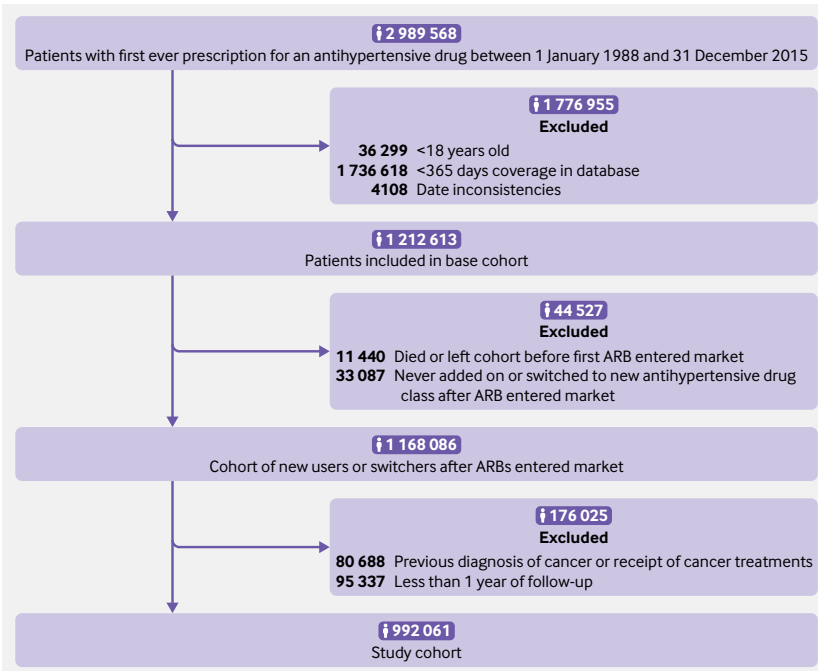 2 989 568
Patients with first ever prescription for an antihypertensive drug between 1 January 1988 and 31 December 2015
1 776 955
Excluded
36 299 <18 years old
1 736 618 <365 days coverage in database
4108 Date inconsistencies
1 212 613
Patients included in base cohort
44 527
Excluded
11 440 Died or left cohort before first ARB entered market
33 087 Never added on or switched to new antihypertensive drug
class after ARB entered market
1 168 086
Cohort of new users or switchers after ARBs entered market
176 025
Excluded
80 688 Previous diagnosis of cancer or receipt of cancer treatments
95 337 Less than 1 year of follow-up
992 061
Study cohort